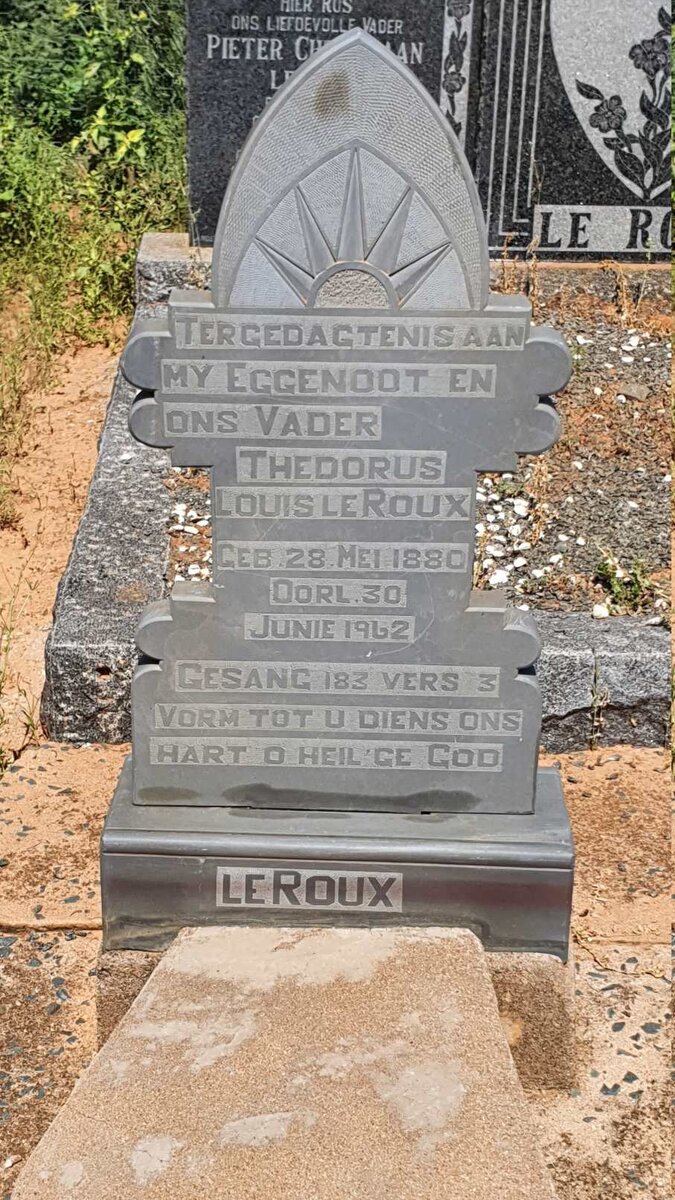 HIER RUS
ONS LIEFDEVOLLE VADER
PIETER
LE
LE
TERGEDAGTENIS AAN
MY EGGENOOT EN
ONS VADER
THEDORUS
LOUIS LE ROUX
GEB. 28. MEI 1880
OORL. 30
JUNIE 1962
GESANG 183 VERS 3
VORM TOT U DIENS ONS
HART O HEIL'GE GOD
LE ROUX